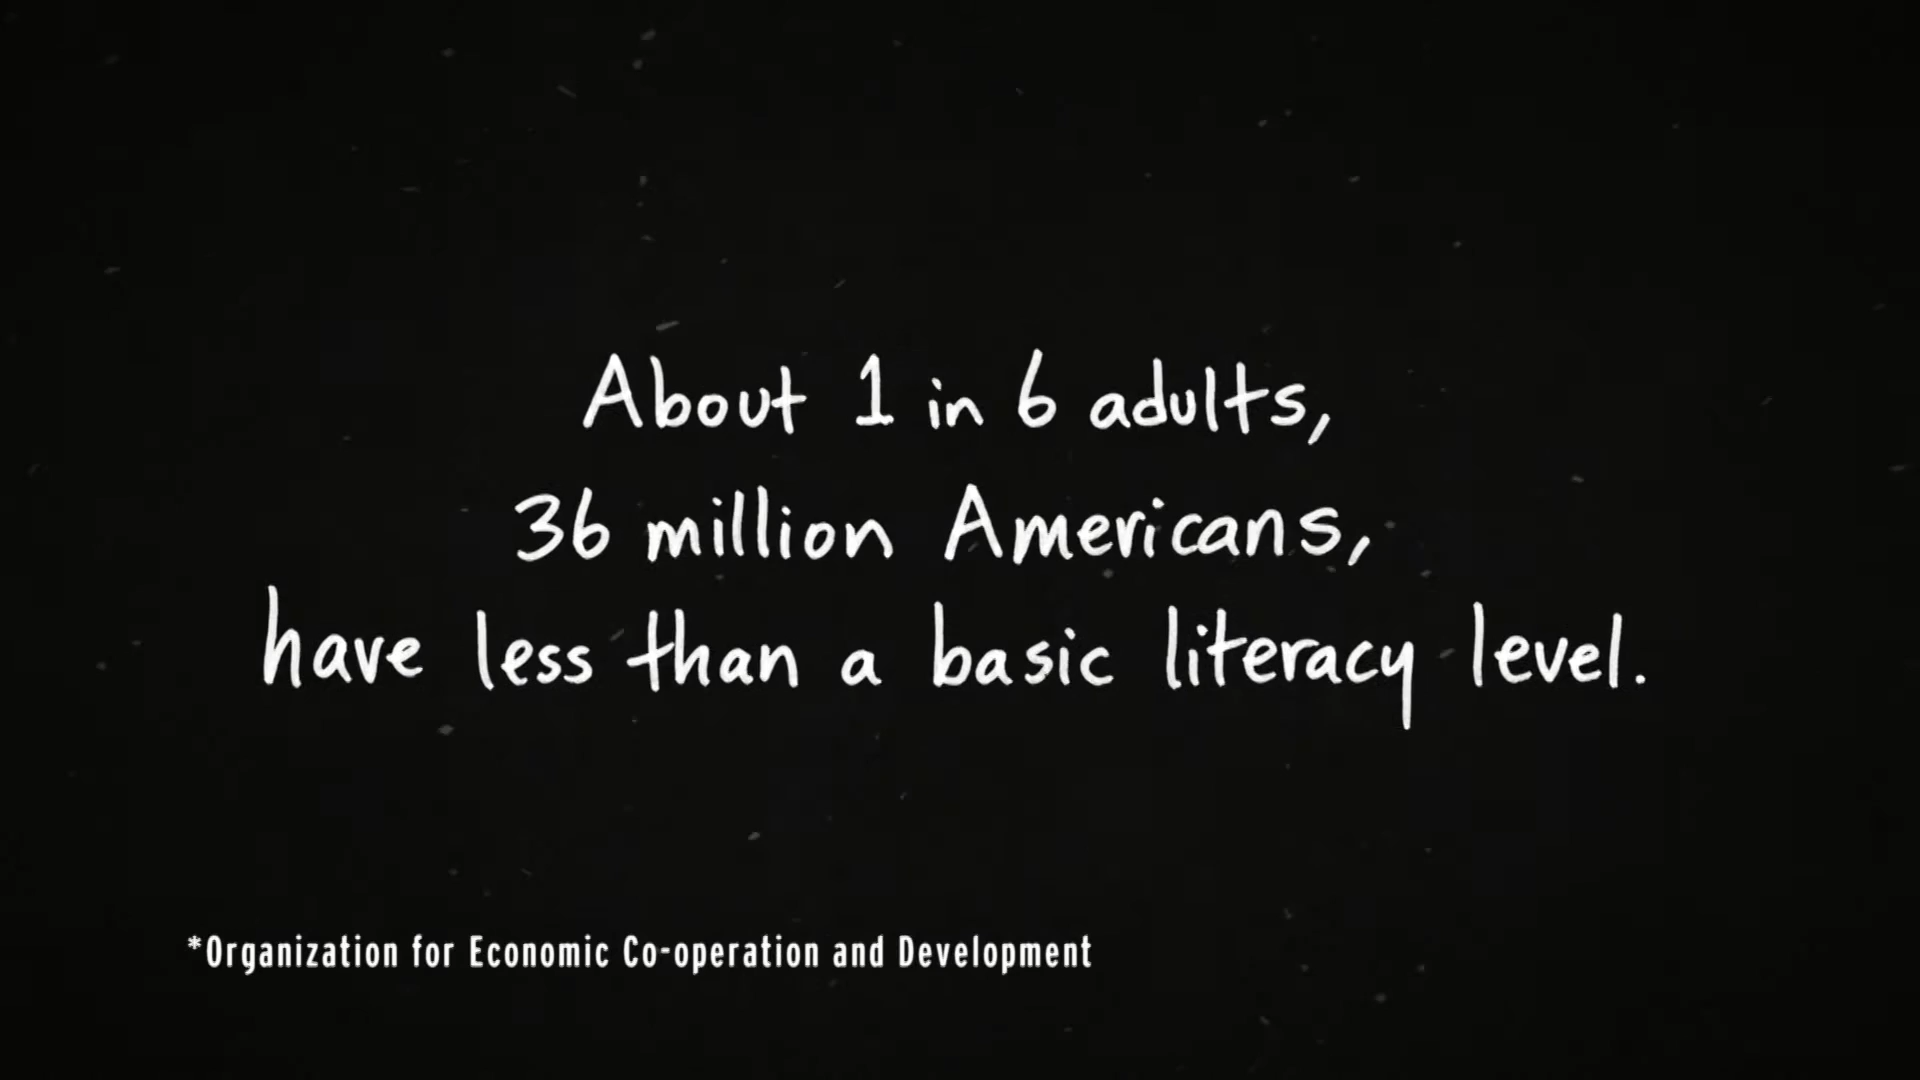 About 1 in 6 adults,
36 million Americans,
have less than a basic literacy level.
*Organization for Economic Co-operation and Development